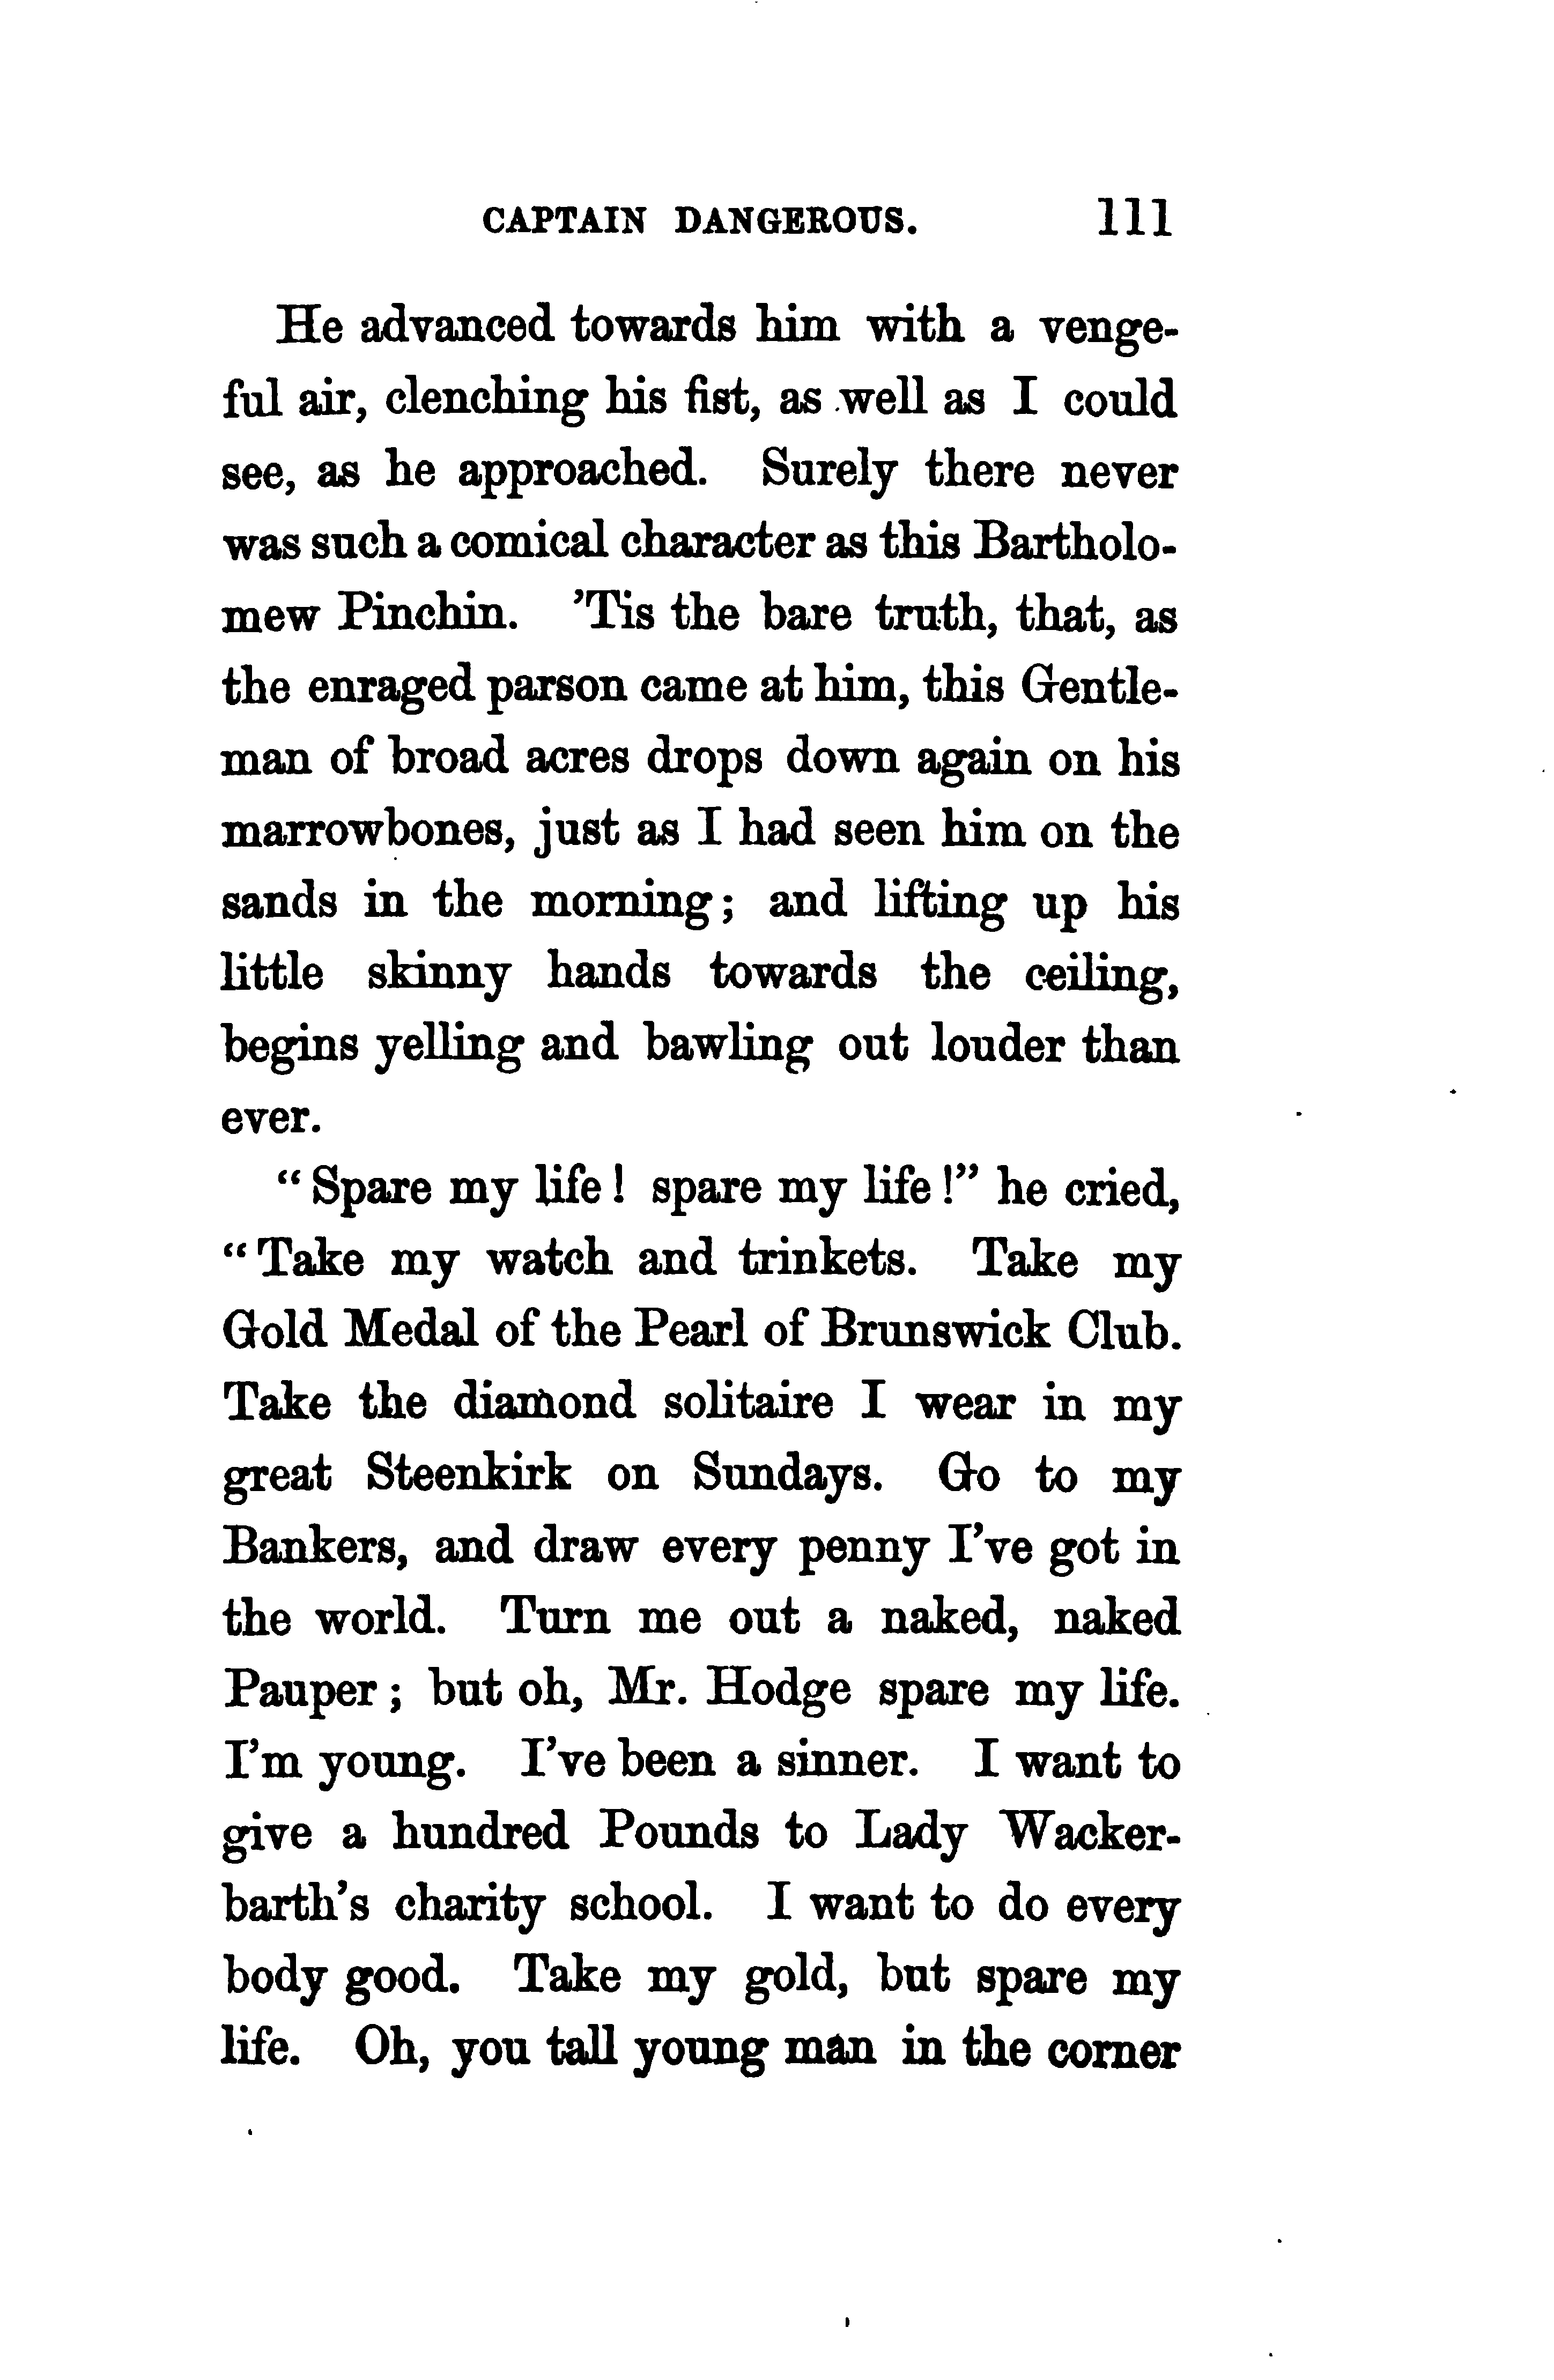 CAPTAIN DANGEROUS. 111
He advanced towards him with a venge-
ful air, clenching his fist, as well as I could
see, as he approached. Surely there never
was such a comical character as this Bartholo-
mew Pinchin. 'Tis the bare truth, that, as
the enraged parson came at him, this Gentle-
man of broad acres drops down again on his
marrowbones, just as I had seen him on the
sands in the morning; and lifting up his
little skinny hands towards the ceiling,
begins yelling and bawling out louder than
ever.
"Spare my life! spare my life!" he cried,
"Take my watch and trinkets. Take my
Gold Medal of the Pearl of Brunswick Club.
Take the diamond solitaire I wear in my
great Steenkirk on Sundays. Go to my
Bankers, and draw every penny I've got in
the world. Turn me out a naked, naked
Pauper; but oh, Mr. Hodge spare my life.
I'm young. I've been a sinner. I want to
give a hundred Pounds to Lady Wacker-
barth's charity school. I want to do every
body good. Take my gold, but spare my
life. Oh, you tall young man in the corner